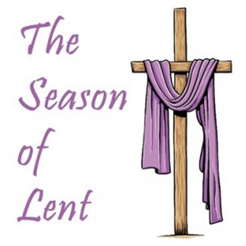 The
Season
of
Lent